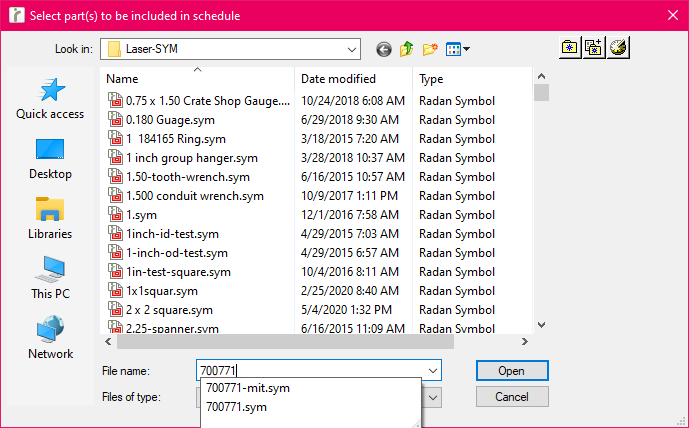 Select part(s) to be included in schedule
Look in: Laser-SYM
Name Date modified Type
0.75 x 1.50 Crate Shop Gauge.... 10/24/2018 6:08 AM Radan Symbol
0.180 Guage.sym 6/29/2018 9:30 AM Radan Symbol
1 184165 Ring.sym 3/18/2015 7:20 AM Radan Symbol
1 inch group hanger.sym 3/28/2018 10:37 AM Radan Symbol
1.50-tooth-wrench.sym 6/16/2015 10:57 AM Radan Symbol
1.500 conduit wrench.sym 10/9/2017 1:11 PM Radan Symbol
1.sym 12/1/2016 7:58 AM Radan Symbol
1inch-id-test.sym 4/29/2015 7:03 AM Radan Symbol
1-inch-od-test.sym 4/29/2015 6:57 AM Radan Symbol
1in-test-square.sym 10/4/2016 8:11 AM Radan Symbol
1x1squar.sym 2/25/2020 8:40 AM Radan Symbol
2 x 2 square.sym 5/4/2020 1:32 PM Radan Symbol
2.25-spanner.sym 6/16/2015 11:09 AM Radan Symbol
Quick access
Desktop
Libraries
This PC
Network
File name: 700771 Open
700771-mit.sym
Files of type: Cancel
700771.sym